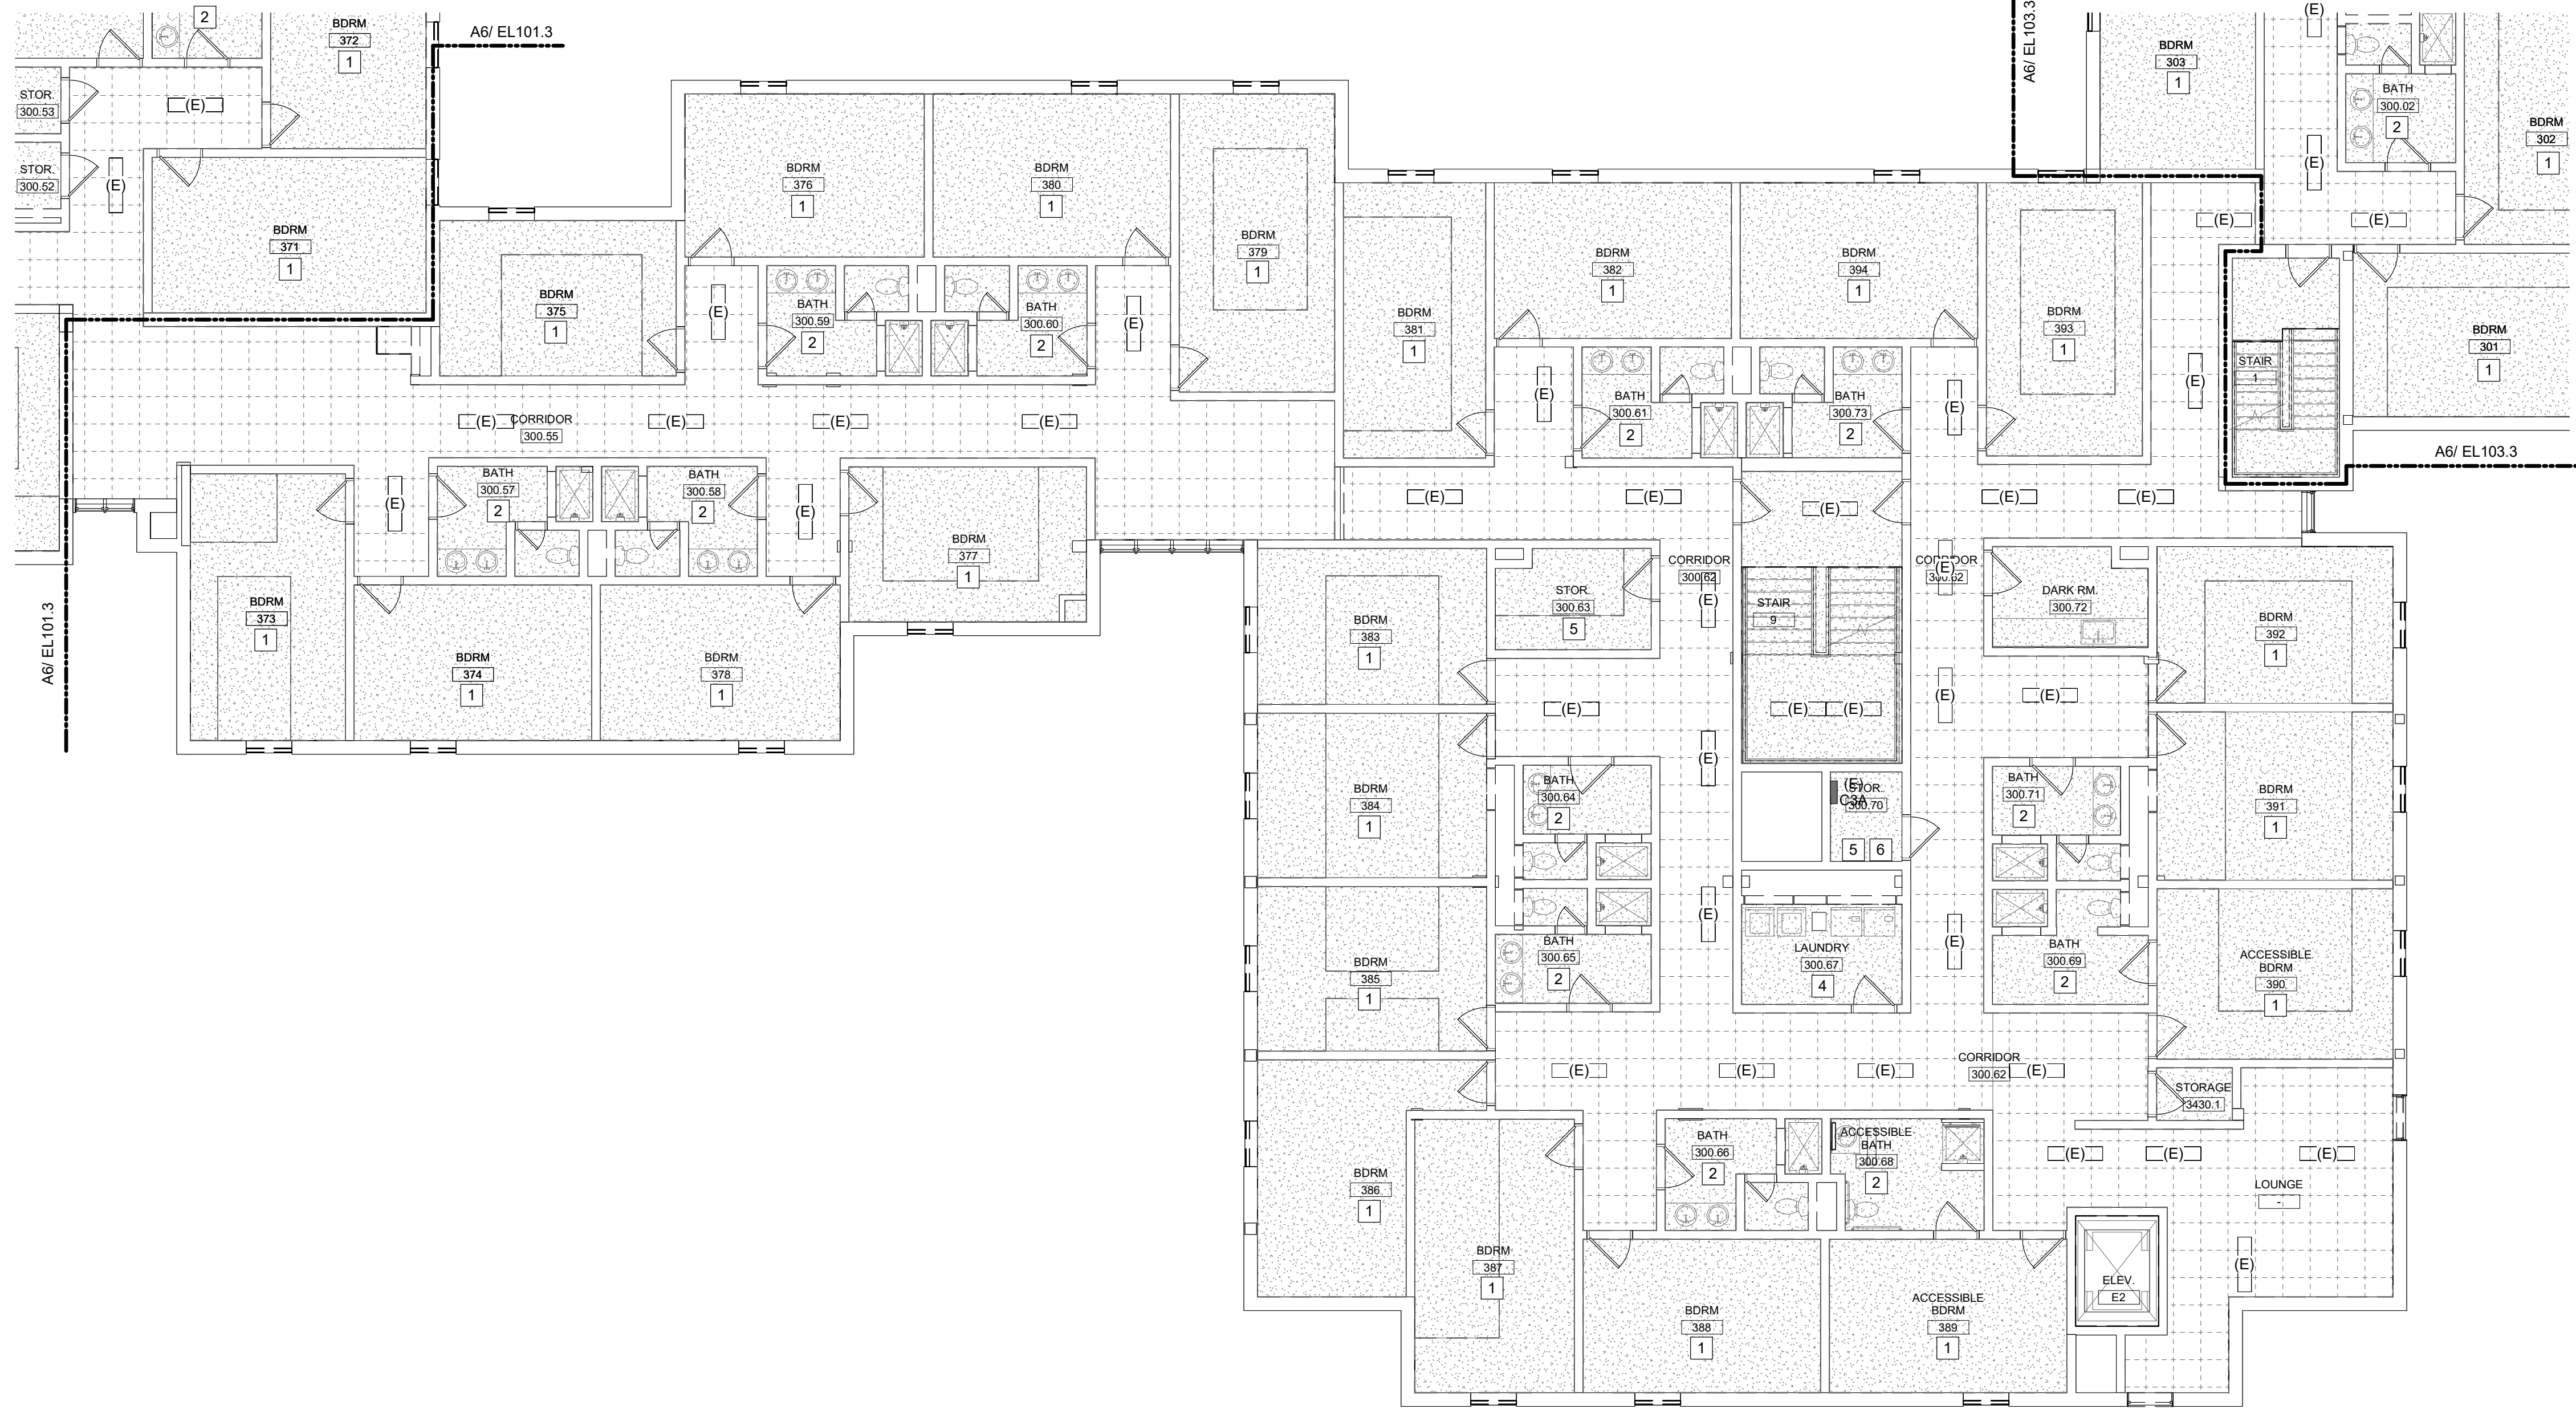 2
BDRM
372
1
A6/ EL101.3
STOR.
300.53
(E)
STOR.
300.52
(E)
BDRM
371
1
BDRM
375
1
BDRM
376
1
BDRM
380
1
BDRM
379
1
(E)
BATH
300.59
2
BATH
300.60
2
(E)
(E)
CORRIDOR
300.55
(E)
(E)
(E)
A6/ EL101.3
BDRM
373
1
(E)
BATH
300.57
2
BATH
300.58
2
(E)
BDRM
377
1
BDRM
374
1
BDRM
378
1
A6/ EL103.3
BDRM
303
1
(E)
BATH
300.02
2
(E)
BDRM
302
1
(E)
(E)
BDRM
381
1
BDRM
382
1
BDRM
394
1
BDRM
393
1
(E)
BATH
300.61
2
BATH
300.73
2
(E)
(E)
STAIR
1
BDRM
301
1
A6/ EL103.3
(E)
(E)
(E)
(E)
(E)
BDRM
383
1
STOR.
300.63
5
CORRIDOR
300.62
(E)
STAIR
9
CORRIDOR
300.62
(E)
DARK RM.
300.72
BDRM
392
1
(E)
(E)
(E)
(E)
(E)
BDRM
384
1
BATH
300.64
2
(E)
(E)
C3A
STOR.
300.70
5
6
BATH
300.71
2
BDRM
391
1
BDRM
385
1
BATH
300.65
2
(E)
LAUNDRY
300.67
4
(E)
BATH
300.69
2
ACCESSIBLE
BDRM
390
1
(E)
(E)
(E)
CORRIDOR
300.62
(E)
STORAGE
3430.1
BDRM
386
1
BATH
300.66
2
ACCESSIBLE
BATH
300.68
2
(E)
(E)
(E)
LOUNGE
-
BDRM
387
1
BDRM
388
1
ACCESSIBLE
BDRM
389
1
ELEV.
E2
(E)